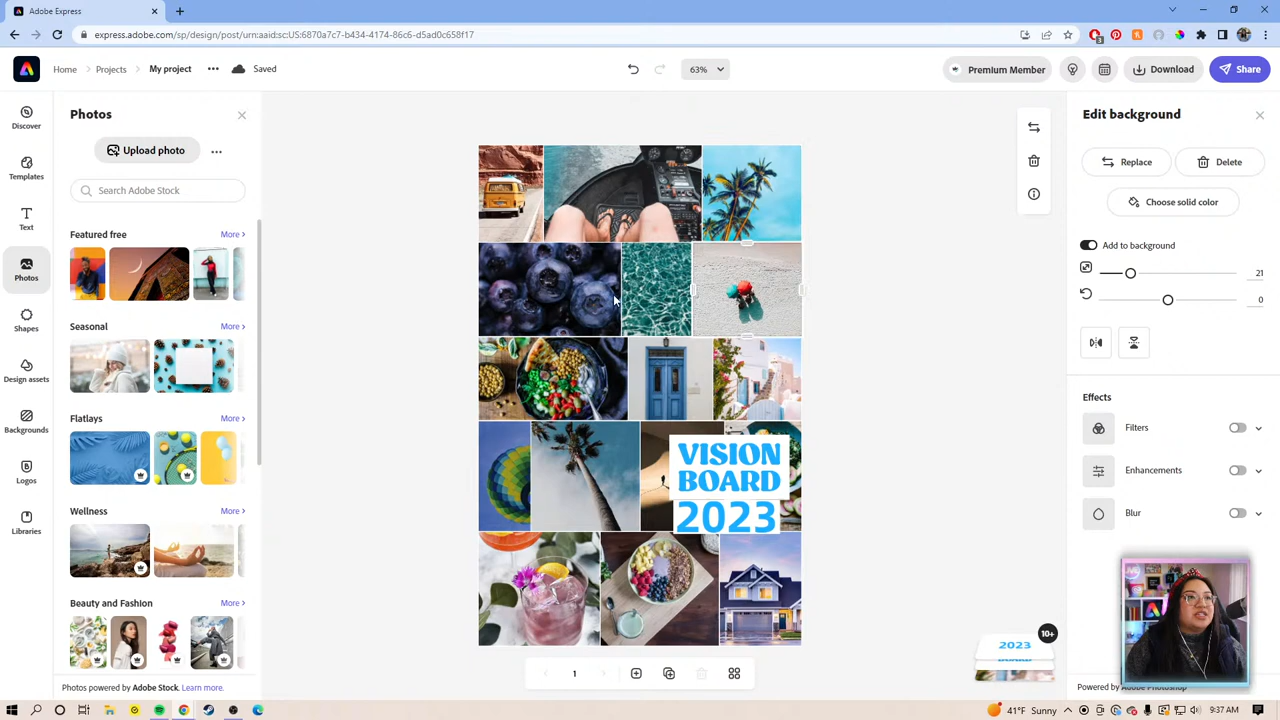 Adobe Express
express.adobe.com/sp/design/post/urn:aaid:sc:US:6870a7c7-b434-4174-86c6-d5ad0c658f17
3
Home
Projects
My project
Saved
63%
Premium Member
Download
Share
Discover
Templates
Text
Photos
Shapes
Design assets
Backgrounds
Logos
Libraries
Photos
Upload photo
Search Adobe Stock
Featured free
More
Seasonal
More
Flatlays
More
Wellness
More
Beauty and Fashion
More
Photos powered by Adobe Stock. Learn more.
VISION
BOARD
2023
1
10+
2023
BOARD
Edit background
Replace
Delete
Choose solid color
Add to background
21
0
Effects
Filters
Enhancements
Blur
Powered by Adobe Photoshop
41°F Sunny
9:37 AM